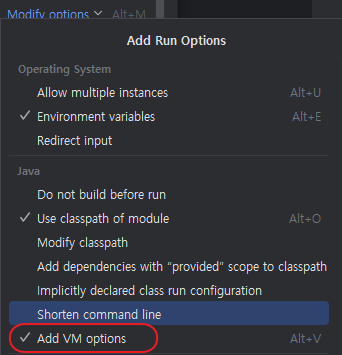 Modify options Alt+M
Add Run Options
Operating System
Allow multiple instances Alt+U
Environment variables Alt+E
Redirect input
Java
Do not build before run
Use classpath of module Alt+O
Modify classpath
Add dependencies with “provided” scope to classpath
Implicitly declared class run configuration
Shorten command line
Add VM options Alt+V